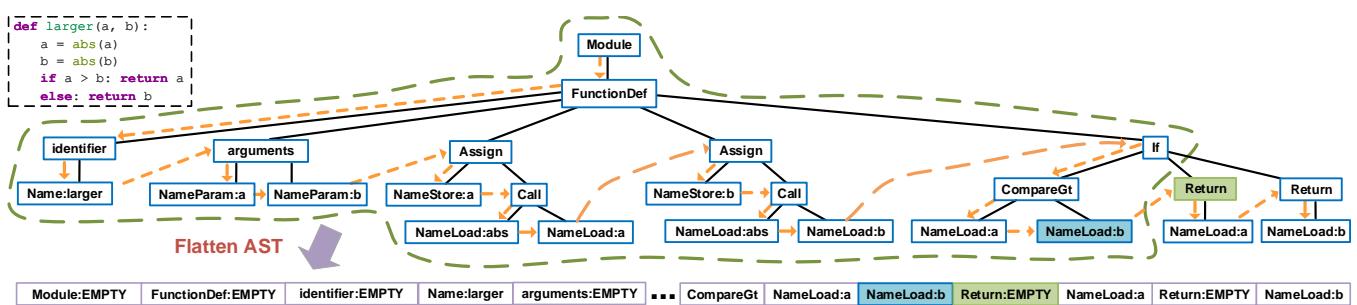 def larger(a, b):
a = abs(a)
b = abs(b)
if a > b: return a
else: return b
Module
FunctionDef
identifier
arguments
Assign
Assign
If
Name:larger
NameParam:a
NameParam:b
NameStore:a
Call
NameStore:b
Call
CompareGt
Return
Return
NameLoad:abs
NameLoad:a
NameLoad:abs
NameLoad:b
NameLoad:a
NameLoad:b
NameLoad:a
NameLoad:b
Flatten AST
Module:EMPTY FunctionDef:EMPTY identifier:EMPTY Name:larger arguments:EMPTY ... CompareGt NameLoad:a NameLoad:b Return:EMPTY NameLoad:a Return:EMPTY NameLoad:b